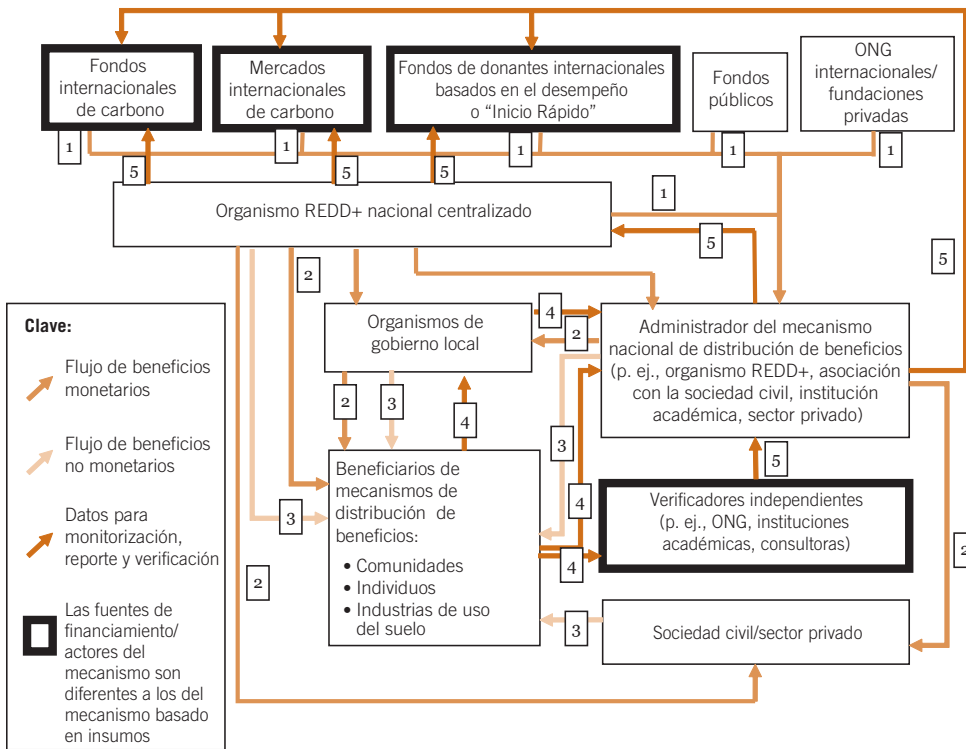 Fondos
internacionales
de carbono
Mercados
internacionales
de carbono
Fondos de donantes internacionales
basados en el desempeño
o “Inicio Rápido”
Fondos
públicos
ONG
internacionales/
fundaciones
privadas
1
1
1
1
1
5
5
5
Organismo REDD+ nacional centralizado
1
5
5
2
Clave:
Flujo de beneficios
monetarios
Flujo de beneficios
no monetarios
Datos para
monitorización,
reporte y verificación
Las fuentes de
financiamiento/
actores del
mecanismo son
diferentes a los del
mecanismo basado
en insumos
Organismos de
gobierno local
4
2
Administrador del mecanismo
nacional de distribución de beneficios
(p. ej., organismo REDD+, asociación
con la sociedad civil, institución
académica, sector privado)
2
3
4
3
5
Beneficiarios de
mecanismos de
distribución de
beneficios:
• Comunidades
• Individuos
• Industrias de uso
del suelo
3
4
4
Verificadores independientes
(p. ej., ONG, instituciones
académicas, consultoras)
2
2
3
Sociedad civil/sector privado